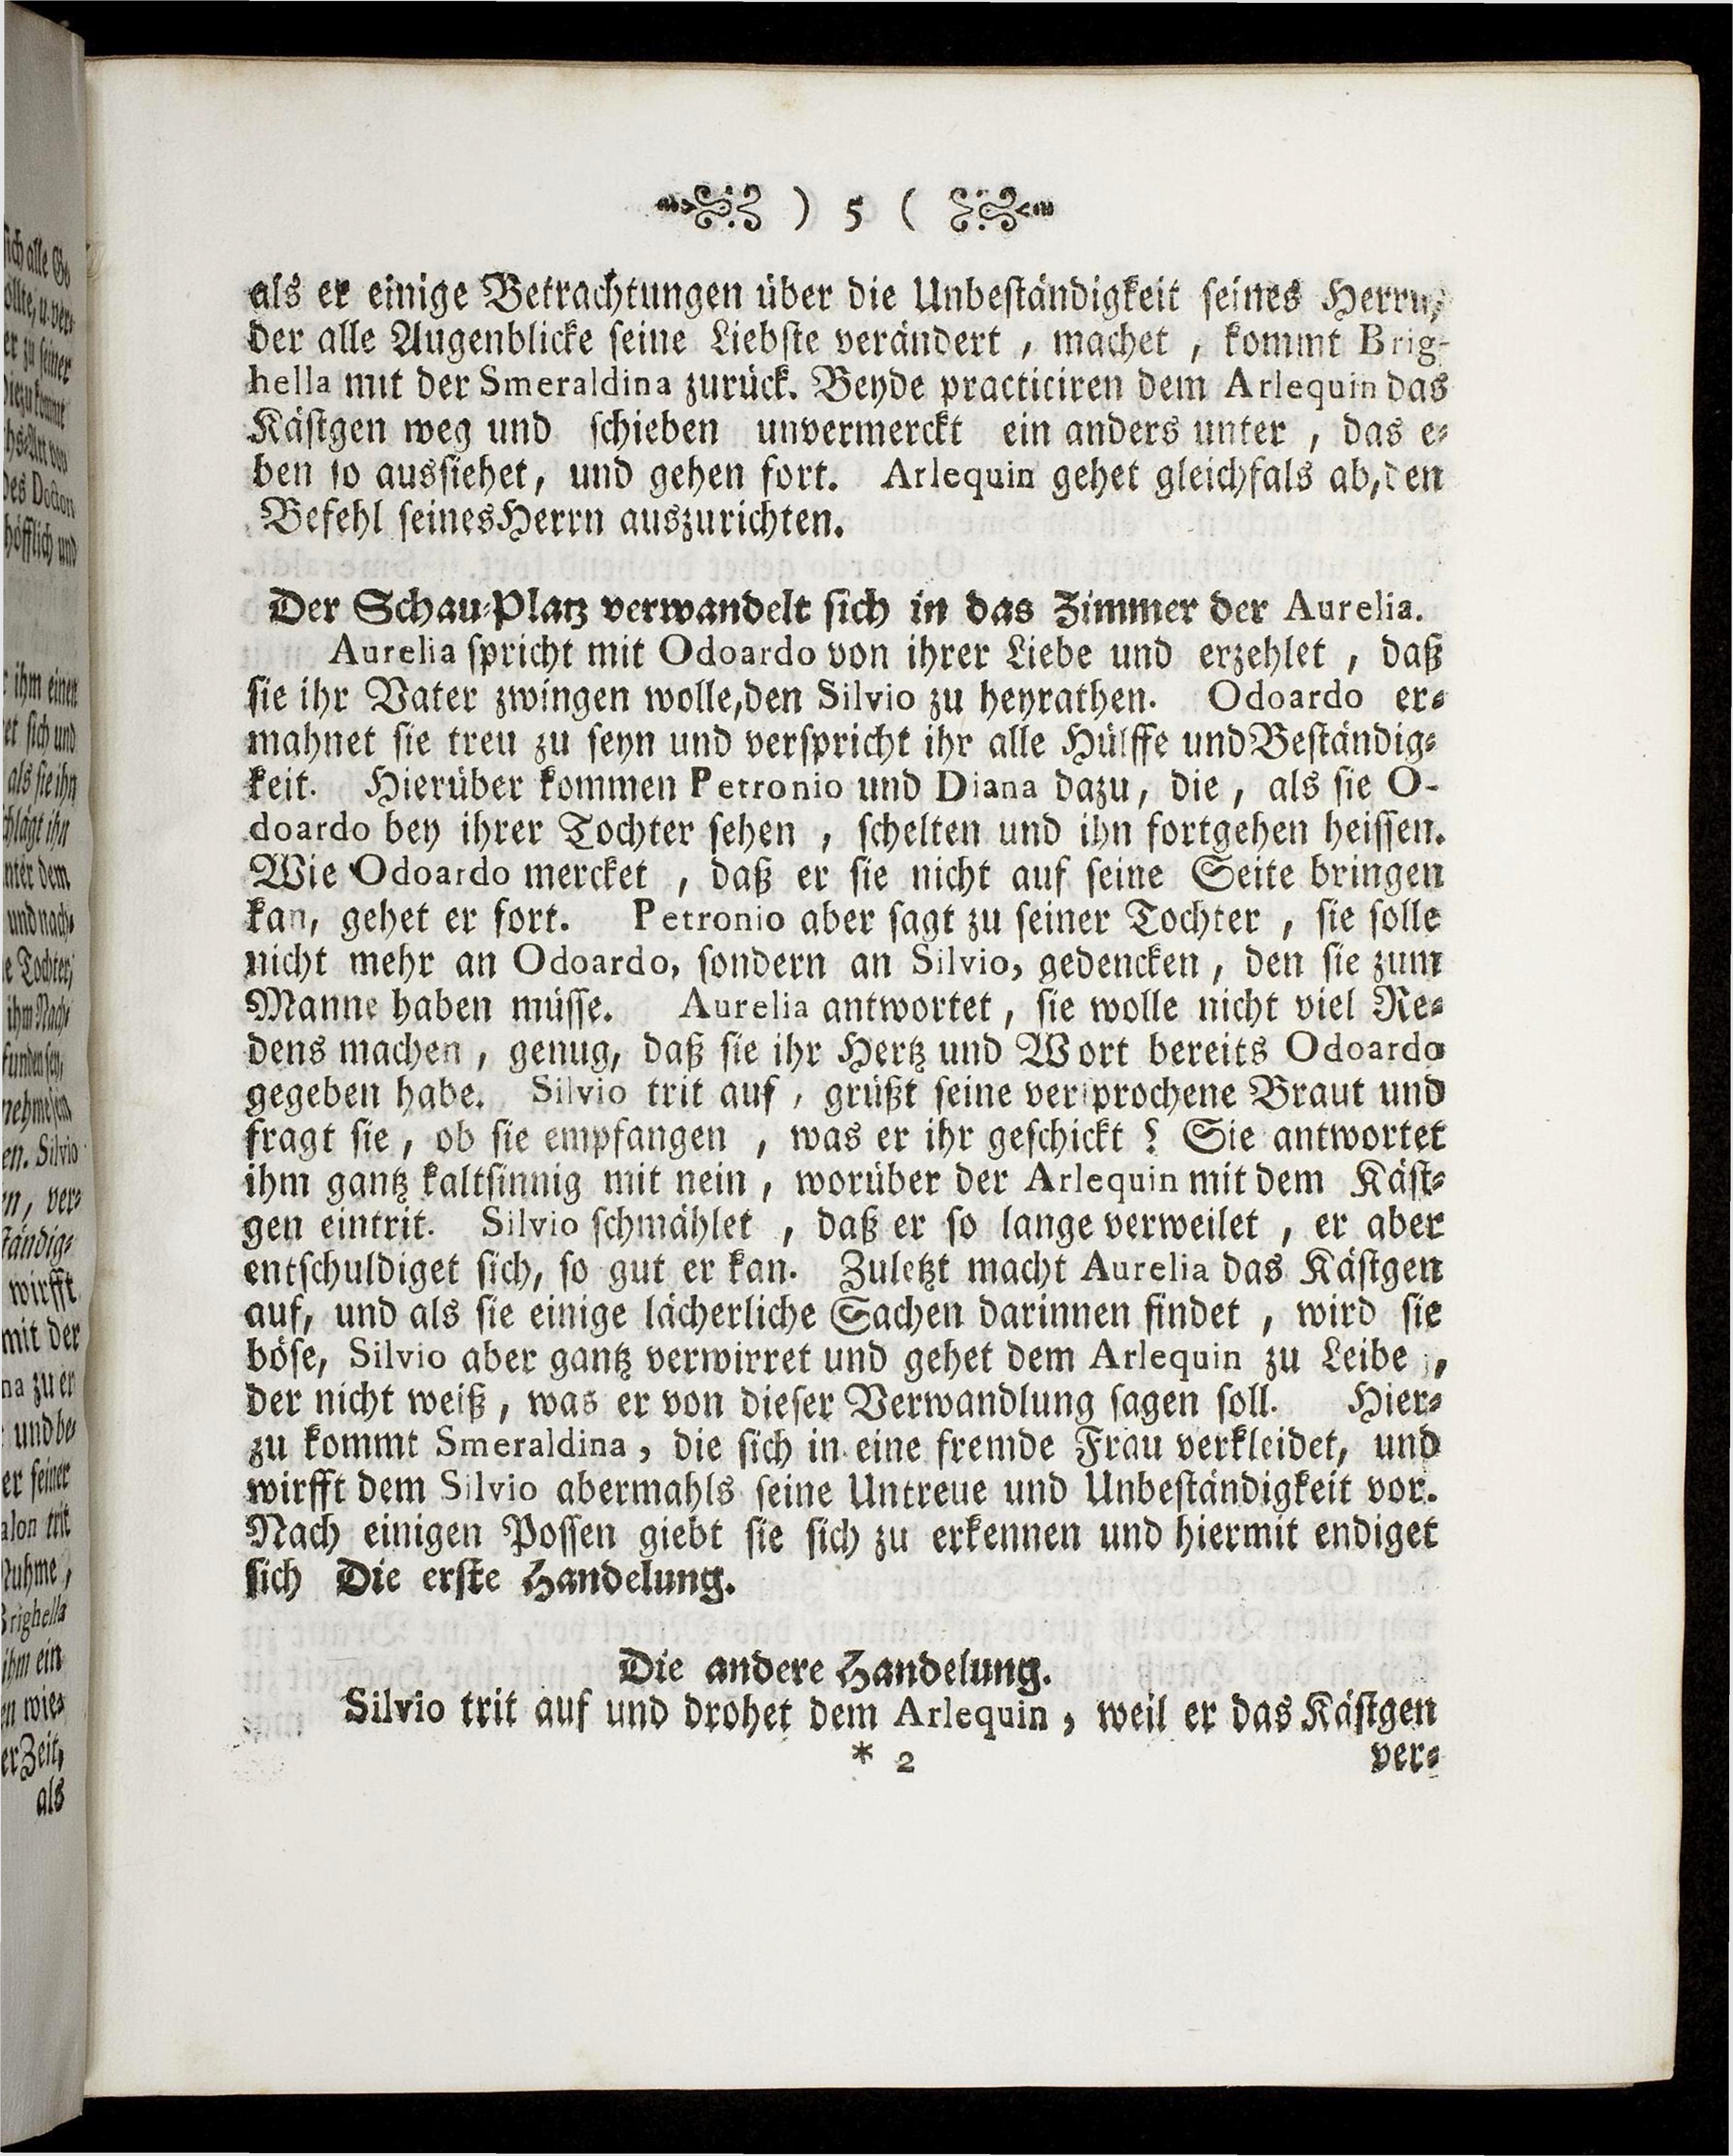 ) 5 (
als er einige Betrachtungen über die Unbeständigkeit seines Herrn,
der alle Augenblicke seine Liebste verändert, machet, kommt Brig-
hella mit der Smeraldina zurück. Beyde practiciren dem Arlequin das
Kästgen weg und schieben unvermerckt ein anders unter, das e-
ben so aussiehet, und gehen fort. Arlequin gehet gleichfals ab, den
Befehl seines Herrn auszurichten.
Der Schau-Platz verwandelt sich in das Zimmer der Aurelia.
Aurelia spricht mit Odoardo von ihrer Liebe und erzehlet, daß
sie ihr Vater zwingen wolle, den Silvio zu heyrathen. Odoardo er-
mahnet sie treu zu seyn und verspricht ihr alle Hülffe und Beständig-
keit. Hierüber kommen Petronio und Diana dazu, die, als sie O-
doardo bey ihrer Tochter sehen, schelten und ihn fortgehen heissen.
Wie Odoardo mercket, daß er sie nicht auf seine Seite bringen
kan, gehet er fort. Petronio aber sagt zu seiner Tochter, sie solle
nicht mehr an Odoardo, sondern an Silvio, gedencken, den sie zum
Manne haben müsse. Aurelia antwortet, sie wolle nicht viel Re-
dens machen, genug, daß sie ihr Hertz und Wort bereits Odoardo
gegeben habe. Silvio trit auf, grüßt seine versprochene Braut und
fragt sie, ob sie empfangen, was er ihr geschickt? Sie antwortet
ihm gantz kaltsinnig mit nein, worüber der Arlequin mit dem Käst-
gen eintrit. Silvio schmählet, daß er so lange verweilet, er aber
entschuldiget sich, so gut er kan. Zuletzt macht Aurelia das Kästgen
auf, und als sie einige lächerliche Sachen darinnen findet, wird sie
böse, Silvio aber gantz verwirret und gehet dem Arlequin zu Leibe,
der nicht weiß, was er von dieser Verwandlung sagen soll. Hier-
zu kommt Smeraldina, die sich in eine fremde Frau verkleidet, und
wirfft dem Silvio abermahls seine Untreue und Unbeständigkeit vor.
Nach einigen Possen giebt sie sich zu erkennen und hiermit endiget
sich Die erste Handelung.
Die andere Handelung.
Silvio trit auf und drohet dem Arlequin, weil er das Kästgen
* 2 ver-